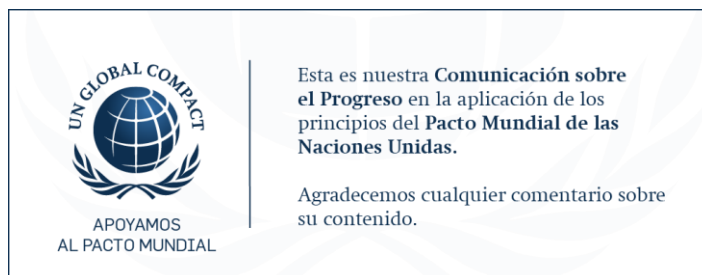 UN GLOBAL COMPACT
APOYAMOS
AL PACTO MUNDIAL
Esta es nuestra Comunicación sobre
el Progreso en la aplicación de los
principios del Pacto Mundial de las
Naciones Unidas.
Agradecemos cualquier comentario sobre
su contenido.